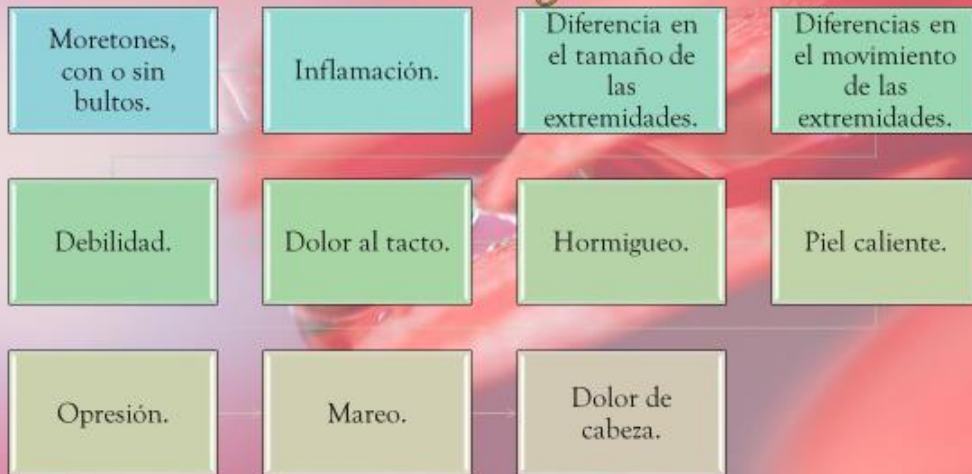 Moretones,
con o sin
bultos.
Inflamación.
Diferencia en
el tamaño de
las
extremidades.
Diferencias en
el movimiento
de las
extremidades.
Debilidad.
Dolor al tacto.
Hormigueo.
Piel caliente.
Opresión.
Mareo.
Dolor de
cabeza.